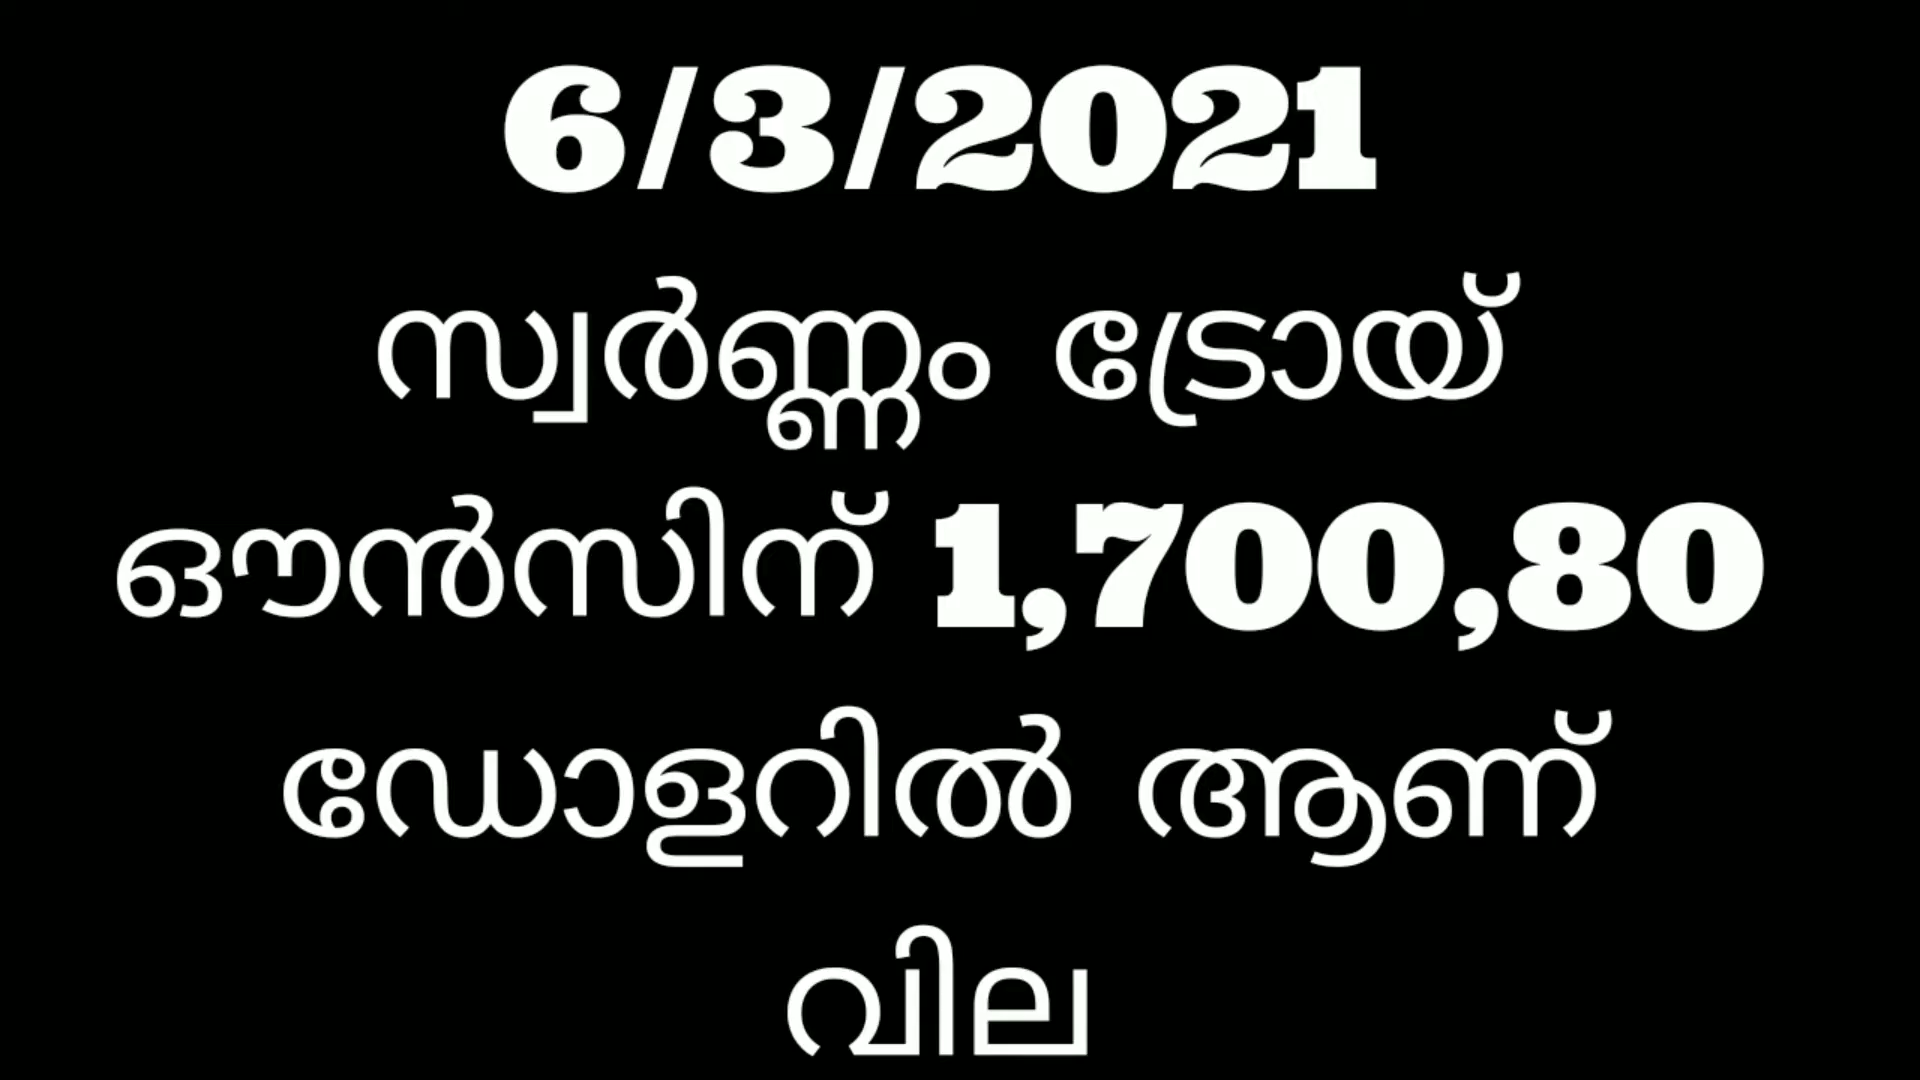 6/3/2021
സ്വർണ്ണം ട്രോയ്
ഔൻസിന് 1,700,80
ഡോളറിൽ ആണ്
വില